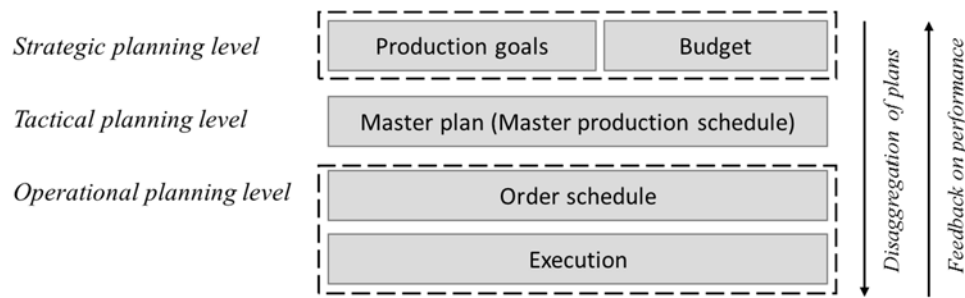 Strategic planning level
Production goals
Budget
Tactical planning level
Master plan (Master production schedule)
Operational planning level
Order schedule
Execution
Disaggregation of plans
Feedback on performance